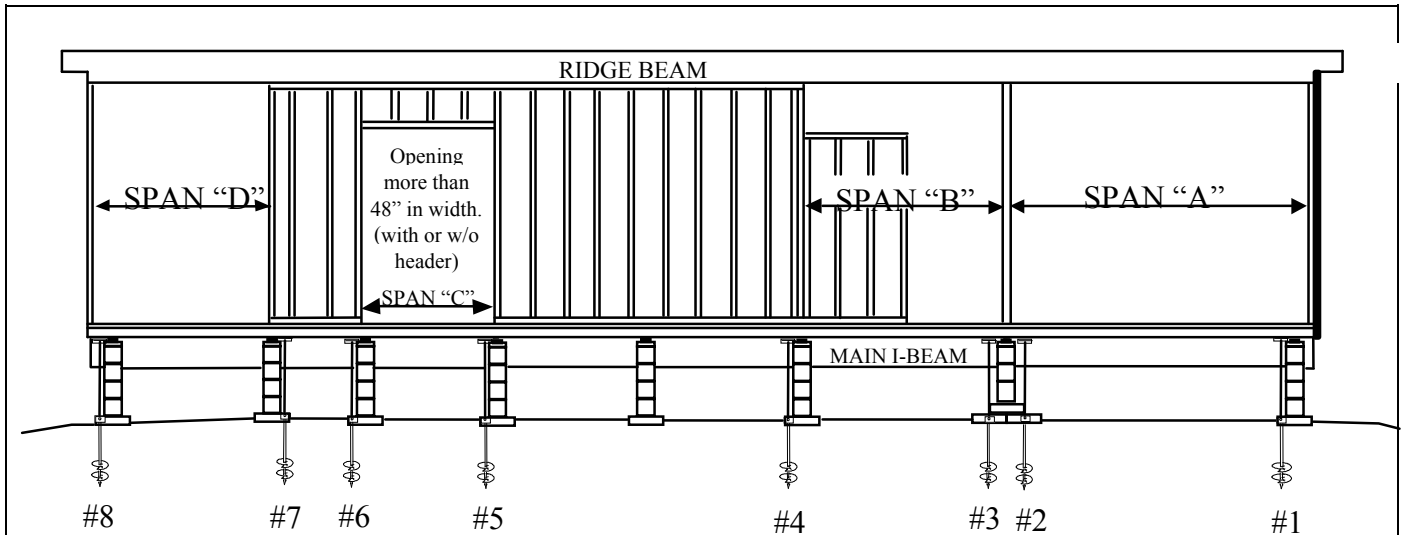 RIDGE BEAM
Opening
more than
48” in width.
(with or w/o
header)
SPAN “D”
SPAN “C”
SPAN “B”
SPAN “A”
MAIN I-BEAM
#8
#7
#6
#5
#4
#3
#2
#1